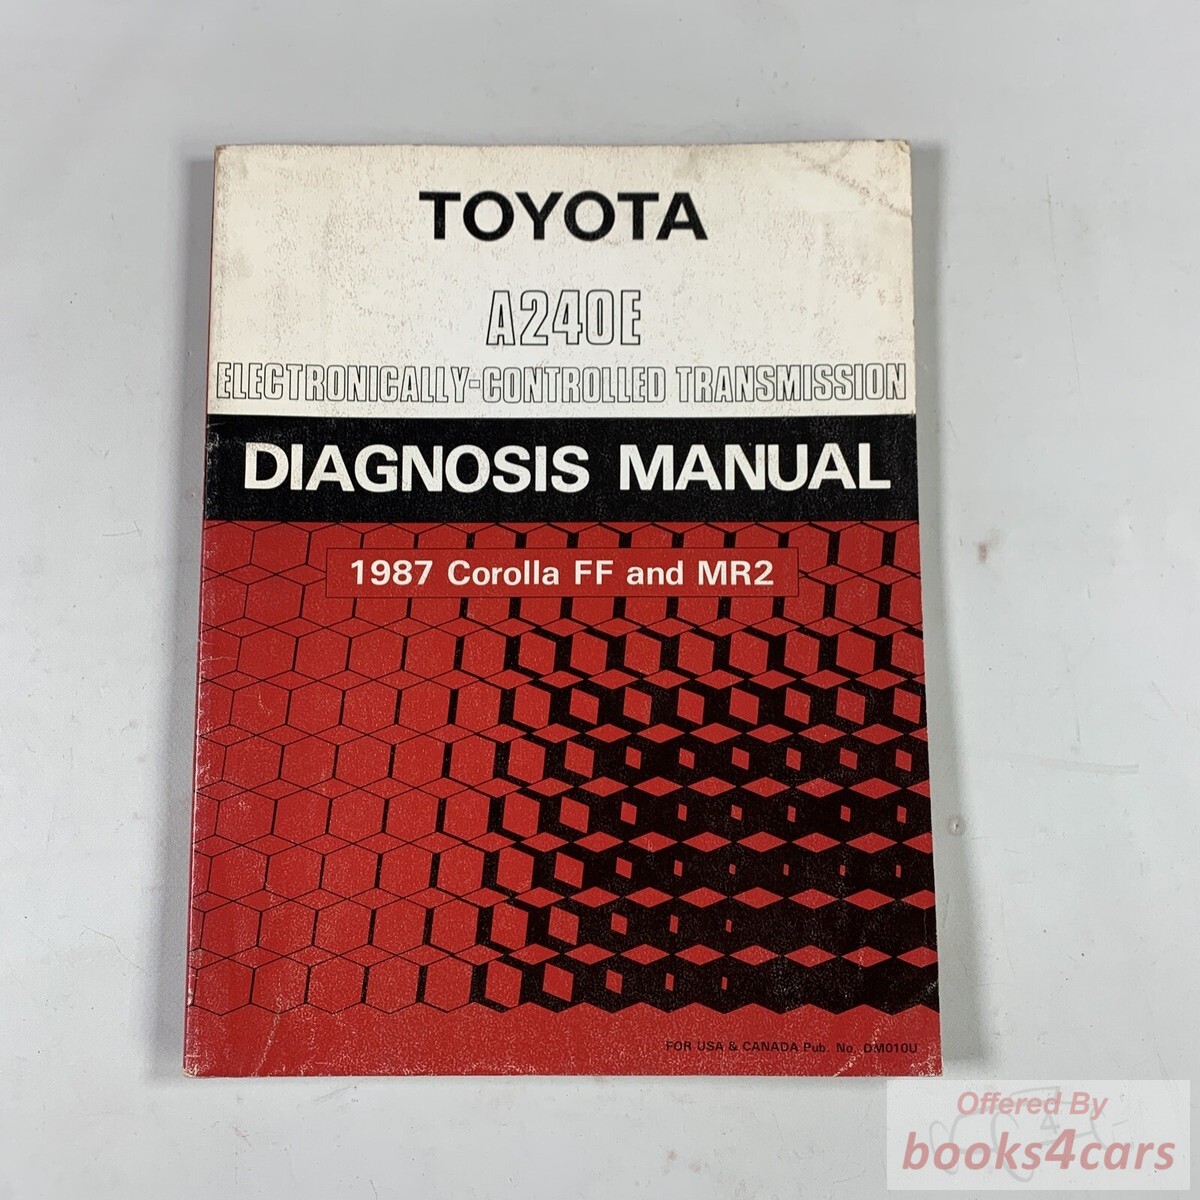 TOYOTA
A240E
ELECTRONICALLY-CONTROLLED TRANSMISSION
DIAGNOSIS MANUAL
1987 Corolla FF and MR2
FOR USA & CANADA Pub. No. DM010U
Offered By
books4cars